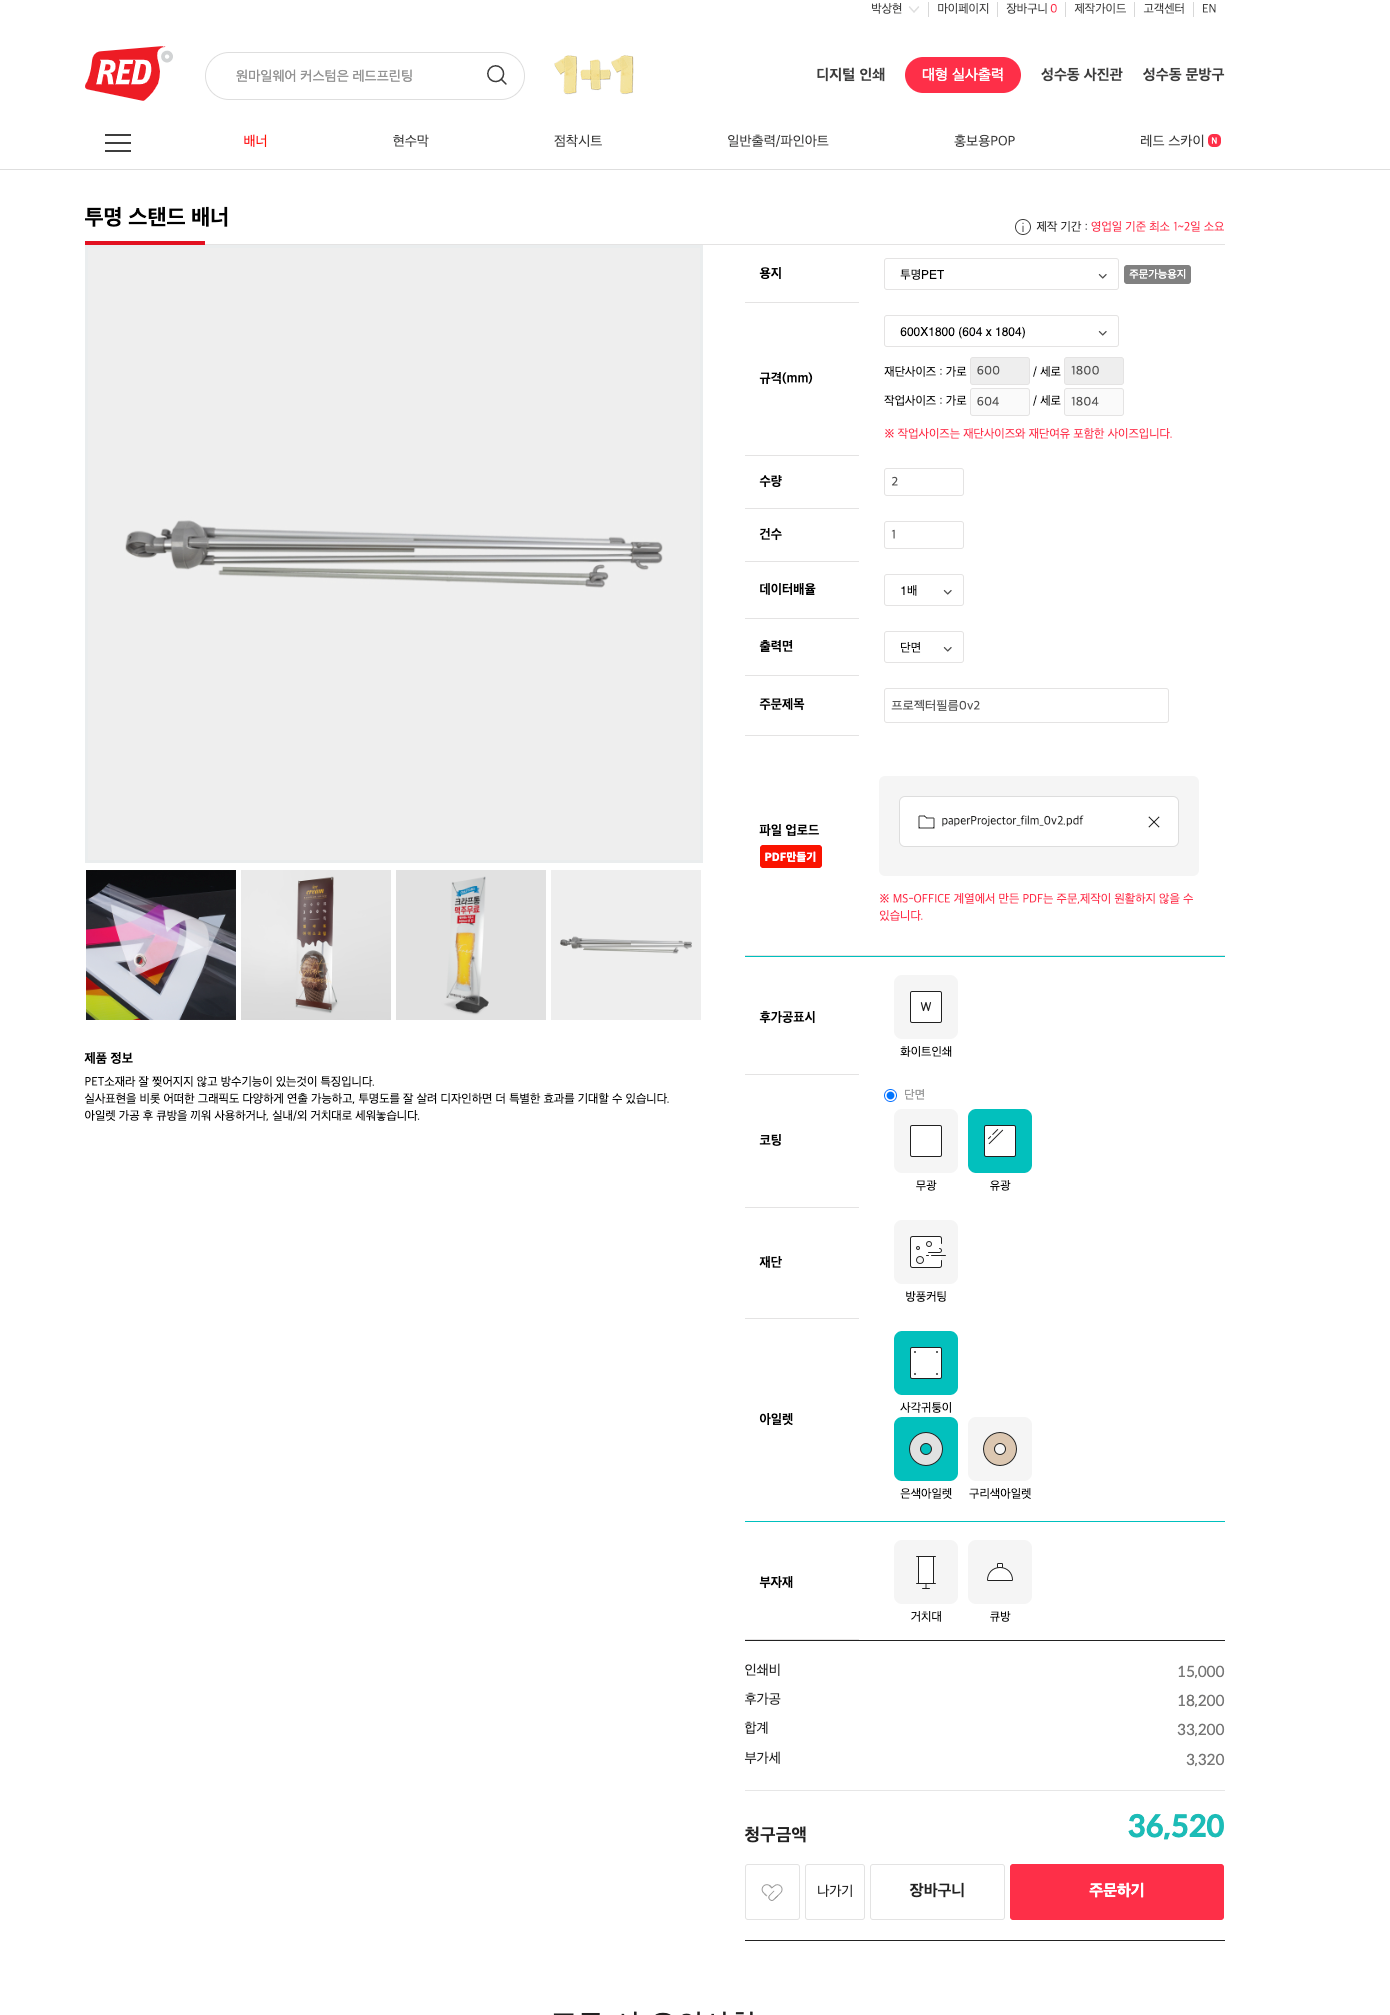 박상현
마이페이지
장바구니 0
제작가이드
고객센터
EN
RED
원마일웨어 커스텀은 레드프린팅
1+1
디지털 인쇄
대형 실사출력
성수동 사진관
성수동 문방구
배너
현수막
점착시트
일반출력/파인아트
홍보용POP
레드 스카이 N
투명 스탠드 배너
제작 기간 : 영업일 기준 최소 1~2일 소요
용지
투명PET
주문가능용지
규격(mm)
600X1800 (604 x 1804)
재단사이즈 : 가로 600 / 세로 1800
작업사이즈 : 가로 604 / 세로 1804
※ 작업사이즈는 재단사이즈와 재단여유 포함한 사이즈입니다.
수량
2
건수
1
데이터배율
1배
출력면
단면
주문제목
프로젝터필름0v2
파일 업로드
PDF만들기
paperProjector_film_0v2.pdf
※ MS-OFFICE 계열에서 만든 PDF는 주문,제작이 원활하지 않을 수
있습니다.
크라프톰
맥주무료
제품 정보
PET소재라 잘 찢어지지 않고 방수기능이 있는것이 특징입니다.
실사표현을 비롯 어떠한 그래픽도 다양하게 연출 가능하고, 투명도를 잘 살려 디자인하면 더 특별한 효과를 기대할 수 있습니다.
아일렛 가공 후 큐방을 끼워 사용하거나, 실내/외 거치대로 세워놓습니다.
후가공표시
W
화이트인쇄
코팅
단면
무광
유광
재단
방풍커팅
아일렛
사각귀퉁이
은색아일렛
구리색아일렛
부자재
거치대
큐방
인쇄비 15,000
후가공 18,200
합계 33,200
부가세 3,320
청구금액 36,520
나가기
장바구니
주문하기